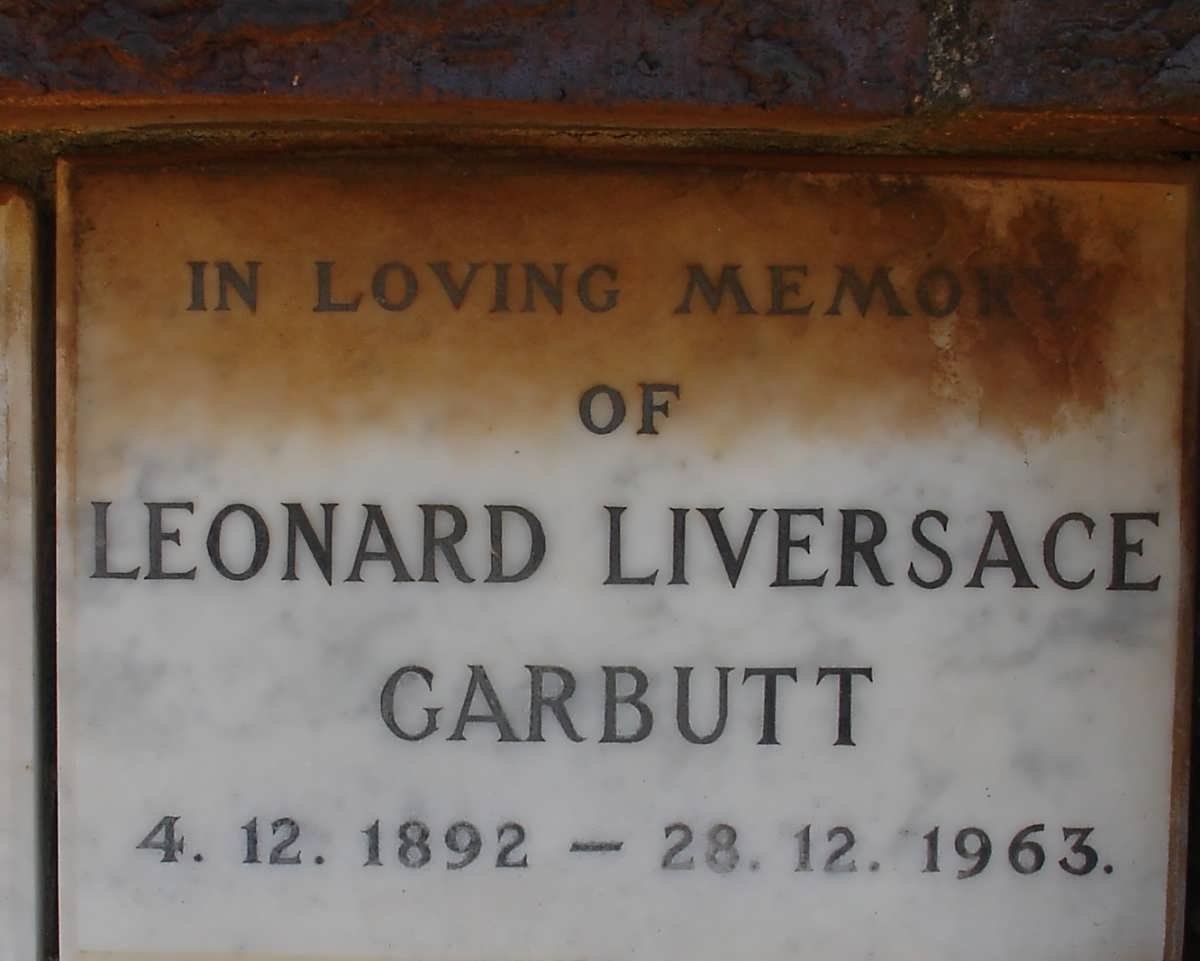 IN LOVING MEMORY
OF
LEONARD LIVERSACE
GARBUTT
4. 12. 1892 – 28. 12. 1963.